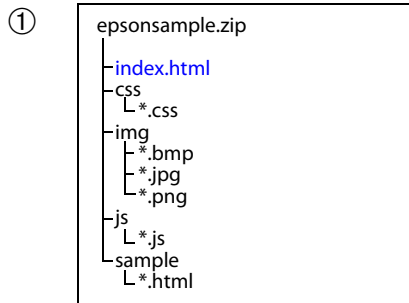 ①
epsonsample.zip
index.html
css
*.css
img
*.bmp
*.jpg
*.png
js
*.js
sample
*.html